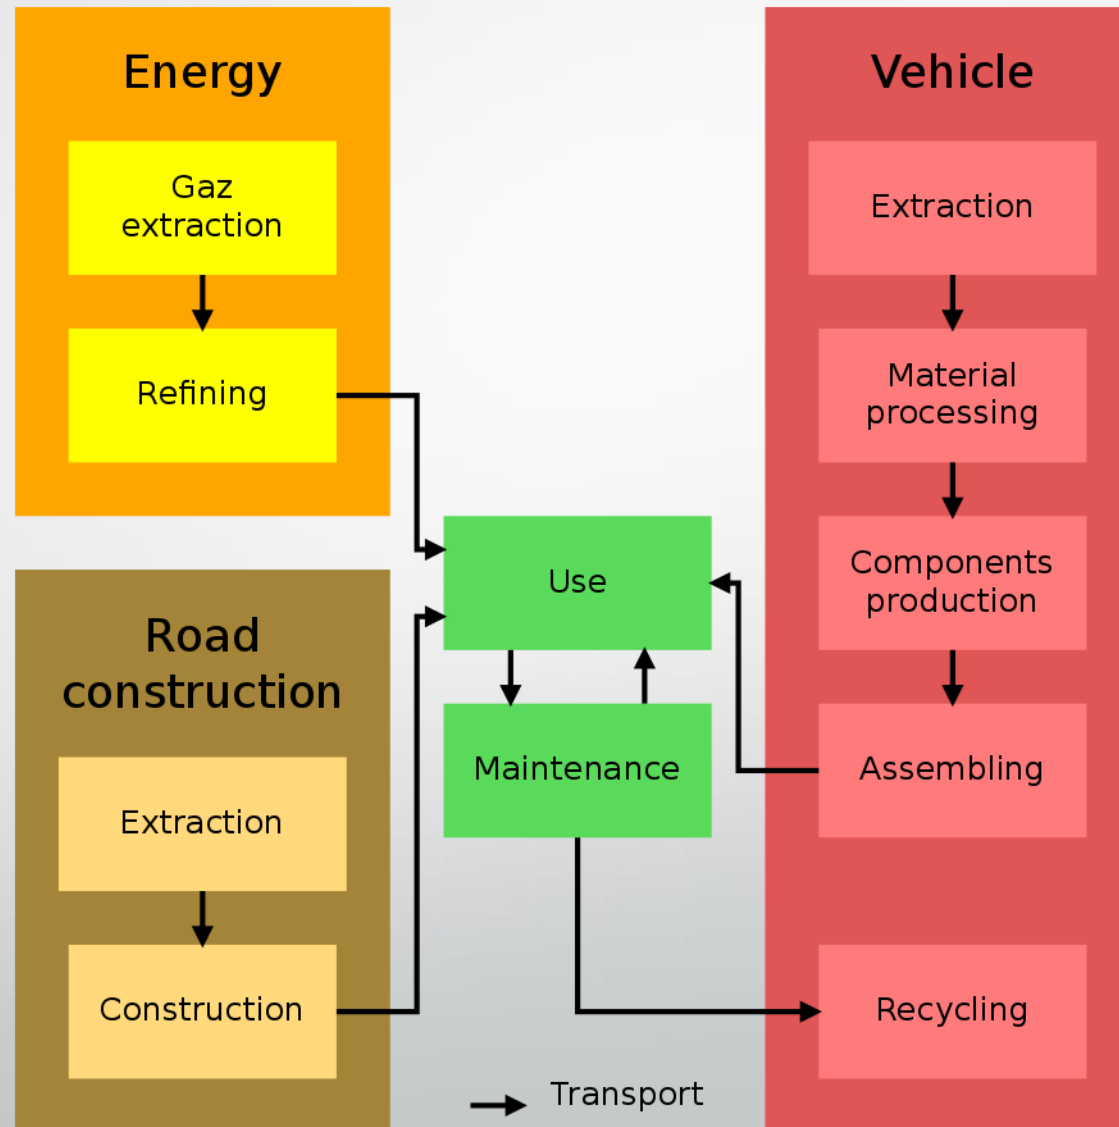 Energy
Gaz
extraction
Refining
Road
construction
Extraction
Construction
Use
Maintenance
Transport
Vehicle
Extraction
Material
processing
Components
production
Assembling
Recycling